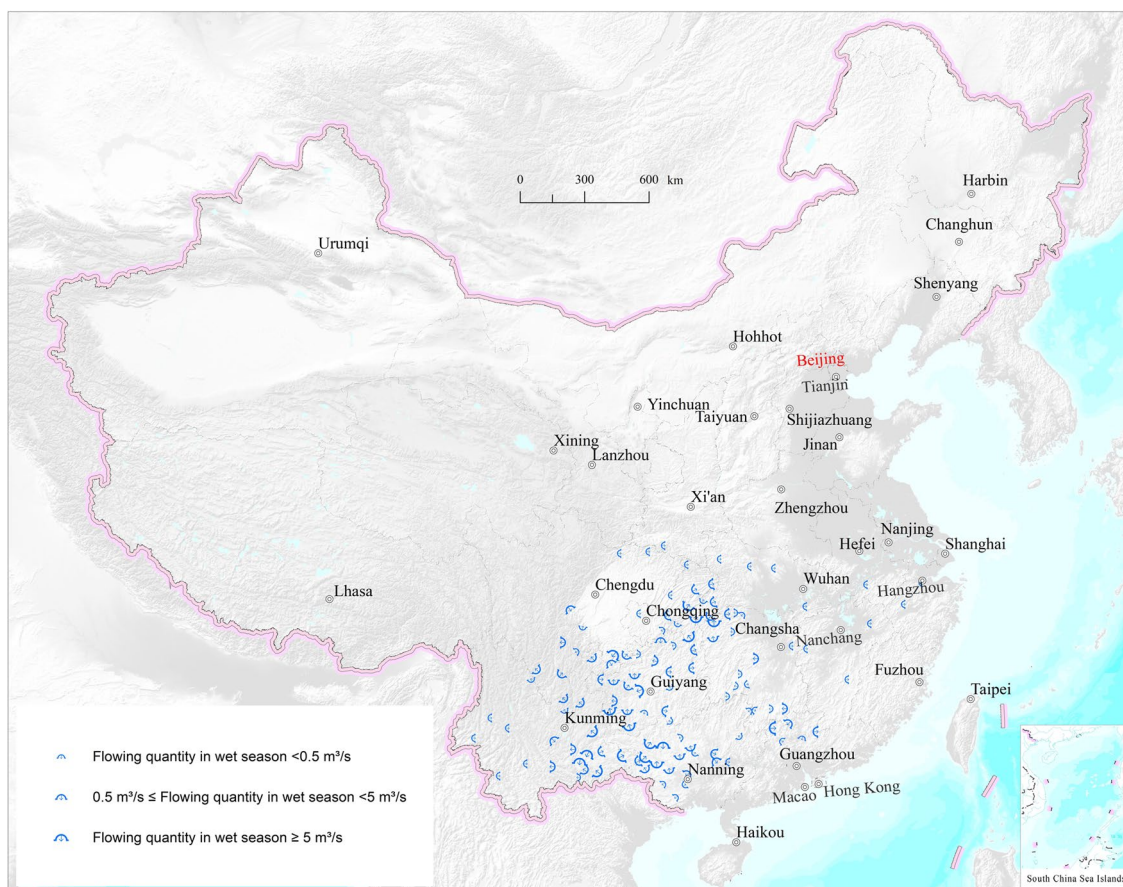 0 300 600 km
Harbin
Changhun
Urumqi
Shenyang
Hohhot
Beijing
Tianjin
Yinchuan
Taiyuan
Shijiazhuang
Jinan
Xining
Lanzhou
Xi'an
Zhengzhou
Nanjing
Hefei
Shanghai
Wuhan
Hangzhou
Chengdu
Lhasa
Chongqing
Changsha
Nanchang
Fuzhou
Guiyang
Taipei
Kunming
Guangzhou
Nanning
Macao
Hong Kong
Haikou
Flowing quantity in wet season <0.5 m³/s
0.5 m³/s ≤ Flowing quantity in wet season <5 m³/s
Flowing quantity in wet season ≥ 5 m³/s
South China Sea Islands